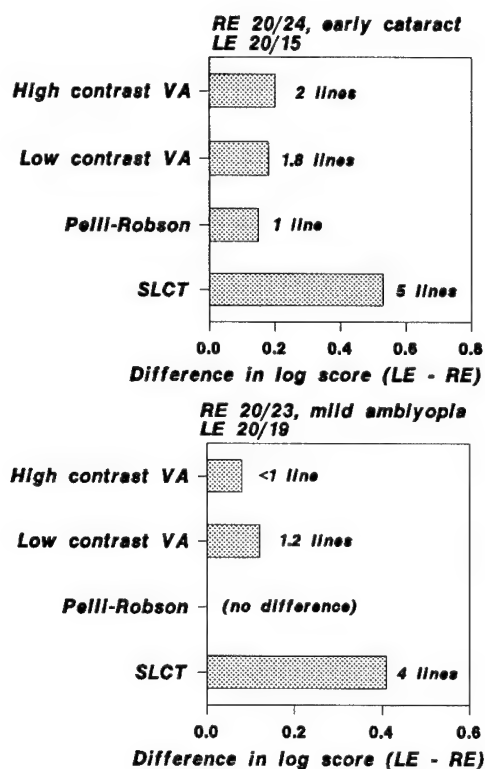 RE 20/24, early cataract
LE 20/15
High contrast VA
2 lines
Low contrast VA
1.8 lines
Pelli-Robson
1 line
SLCT
5 lines
0.0 0.2 0.4 0.6 0.8
Difference in log score (LE - RE)
RE 20/23, mild amblyopia
LE 20/19
High contrast VA
<1 line
Low contrast VA
1.2 lines
Pelli-Robson
(no difference)
SLCT
4 lines
0.0 0.2 0.4 0.6
Difference in log score (LE - RE)